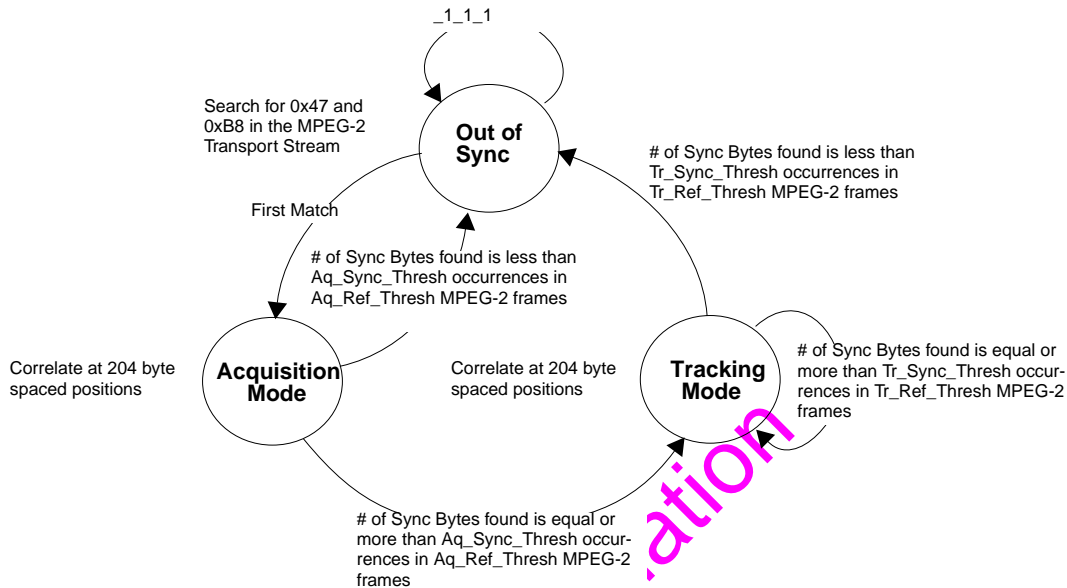 _1_1_1
Search for 0x47 and
0xB8 in the MPEG-2
Transport Stream
Out of
Sync
# of Sync Bytes found is less than
Tr_Sync_Thresh occurrences in
Tr_Ref_Thresh MPEG-2 frames
First Match
# of Sync Bytes found is less than
Aq_Sync_Thresh occurrences in
Aq_Ref_Thresh MPEG-2 frames
Correlate at 204 byte
spaced positions
Acquisition
Mode
Correlate at 204 byte
spaced positions
Tracking
Mode
# of Sync Bytes found is equal or
more than Tr_Sync_Thresh occur-
rences in Tr_Ref_Thresh MPEG-2
frames
# of Sync Bytes found is equal or
more than Aq_Sync_Thresh occur-
rences in Aq_Ref_Thresh MPEG-2
frames
ation